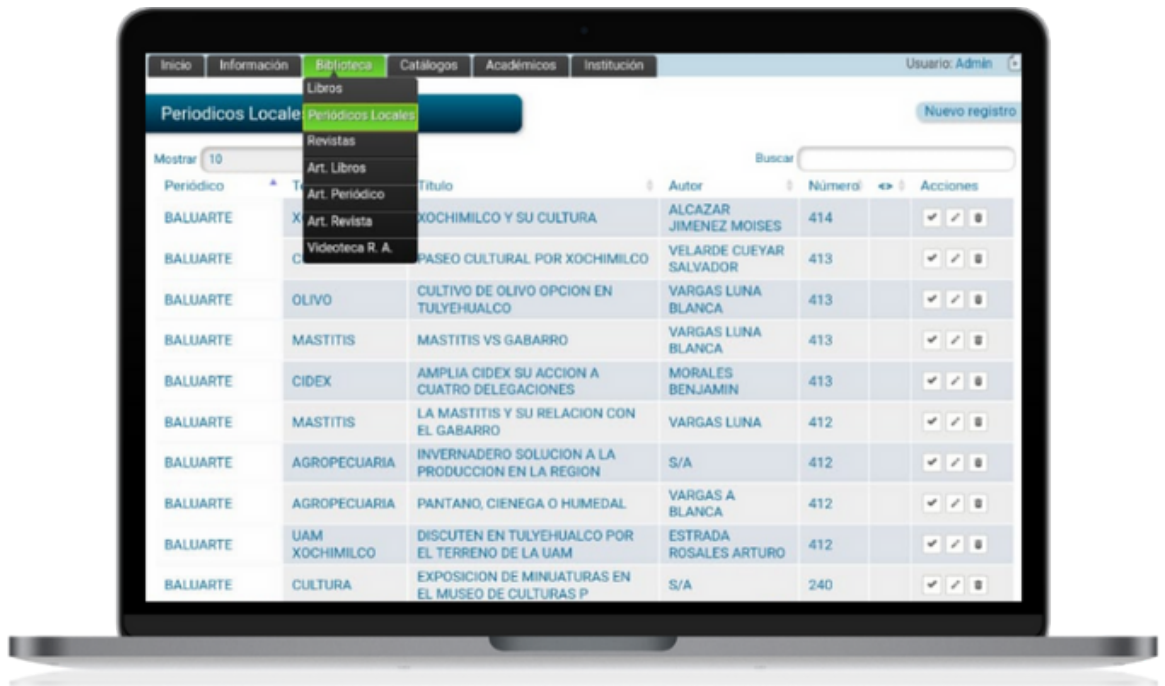 Inicio Información Biblioteca Catálogos Académicos Institución Usuario: Admin
Libros
Periodicos Locales Periódicos Locales Nuevo registro
Revistas
Mostrar 10 Buscar
Art. Libros
Periódico Título Autor Número <> Acciones
Art. Periódico
BALUARTE XOCHIMILCO Y SU CULTURA ALCAZAR JIMENEZ MOISES 414
Art. Revista
Videoteca R. A.
BALUARTE PASEO CULTURAL POR XOCHIMILCO VELARDE CUEYAR SALVADOR 413
BALUARTE OLIVO CULTIVO DE OLIVO OPCION EN TULYEHUALCO VARGAS LUNA BLANCA 413
BALUARTE MASTITIS MASTITIS VS GABARRO VARGAS LUNA BLANCA 413
BALUARTE CIDEX AMPLIA CIDEX SU ACCION A CUATRO DELEGACIONES MORALES BENJAMIN 413
BALUARTE MASTITIS LA MASTITIS Y SU RELACION CON EL GABARRO VARGAS LUNA 412
BALUARTE AGROPECUARIA INVERNADERO SOLUCION A LA PRODUCCION EN LA REGION S/A 412
BALUARTE AGROPECUARIA PANTANO, CIENEGA O HUMEDAL VARGAS A BLANCA 412
BALUARTE UAM XOCHIMILCO DISCUTEN EN TULYEHUALCO POR EL TERRENO DE LA UAM ESTRADA ROSALES ARTURO 412
BALUARTE CULTURA EXPOSICION DE MINUATURAS EN EL MUSEO DE CULTURAS P S/A 240